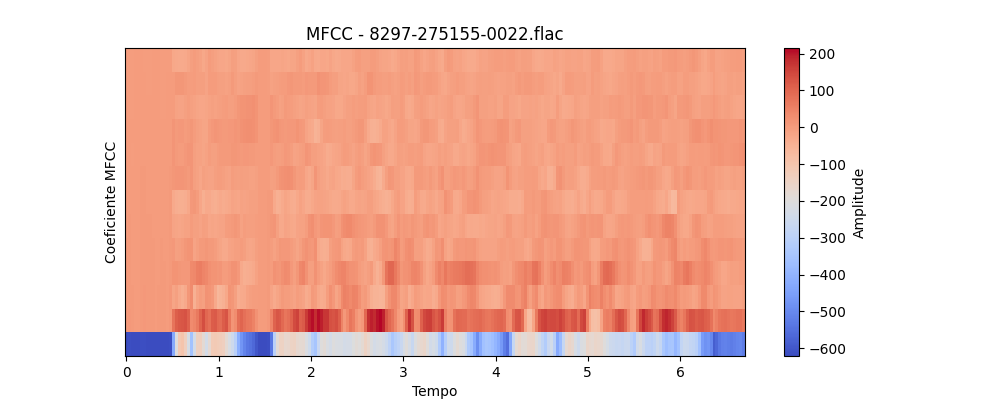 MFCC - 8297-275155-0022.flac
Coeficiente MFCC
0 1 2 3 4 5 6
Tempo
200
100
0
−100
−200
−300
−400
−500
−600
Amplitude